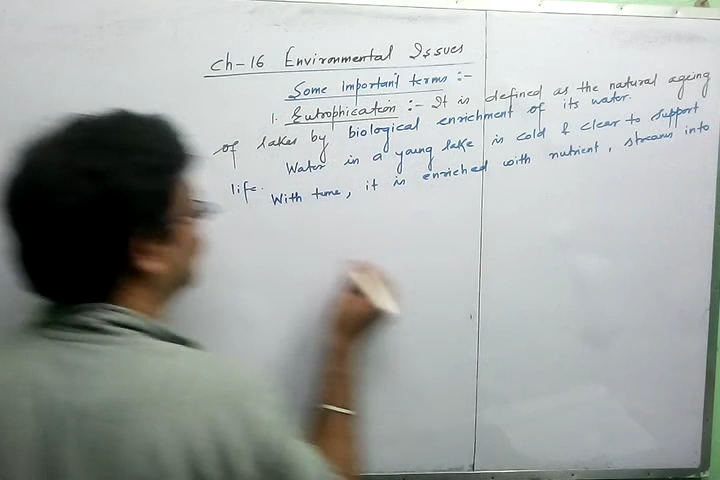 Ch-16 Environmental Issues
Some Important terms :-
1. Eutrophication :- It is defined as the natural ageing
of lakes by biological enrichment of its water.
Water in a young lake is cold & clear to support
life.
With time, it is enriched with nutrient, streams into